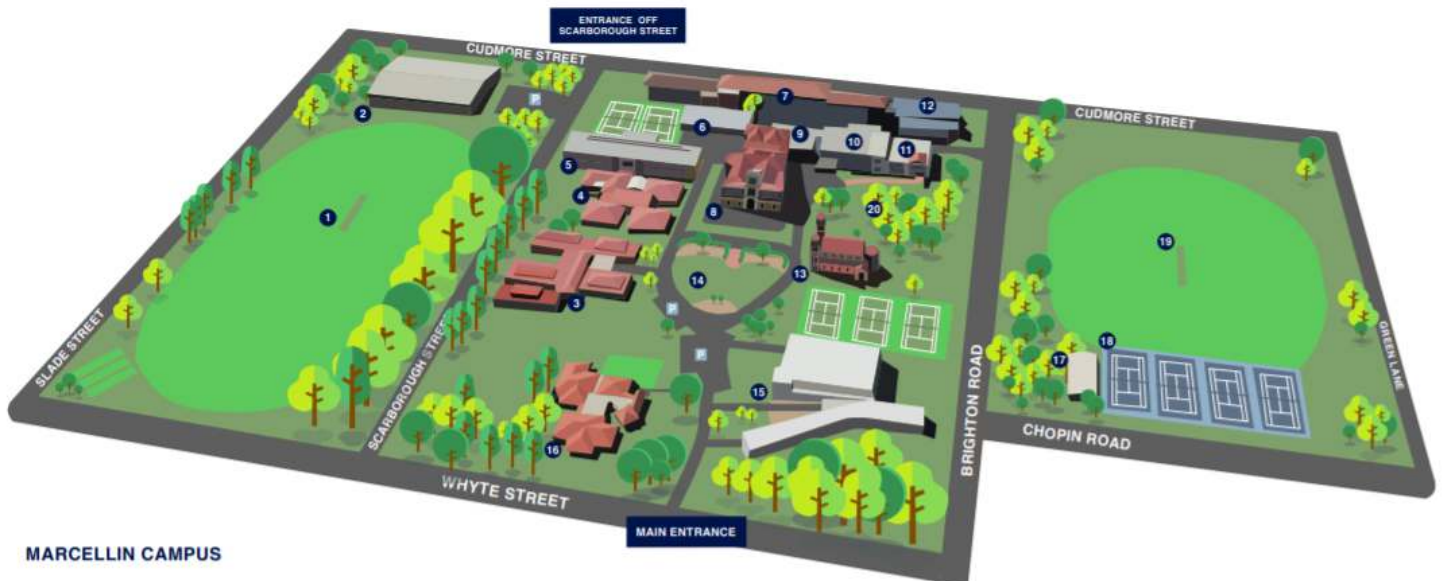 ENTRANCE OFF
SCARBOROUGH STREET
CUDMORE STREET
P
2
7
12
CUDMORE STREET
6
9
10
11
5
4
P
8
20
1
13
19
14
3
P
SLADE STREET
SCARBOROUGH STREET
P
17
18
GREEN LANE
15
BRIGHTON ROAD
CHOPIN ROAD
16
WHYTE STREET
MAIN ENTRANCE
MARCELLIN CAMPUS